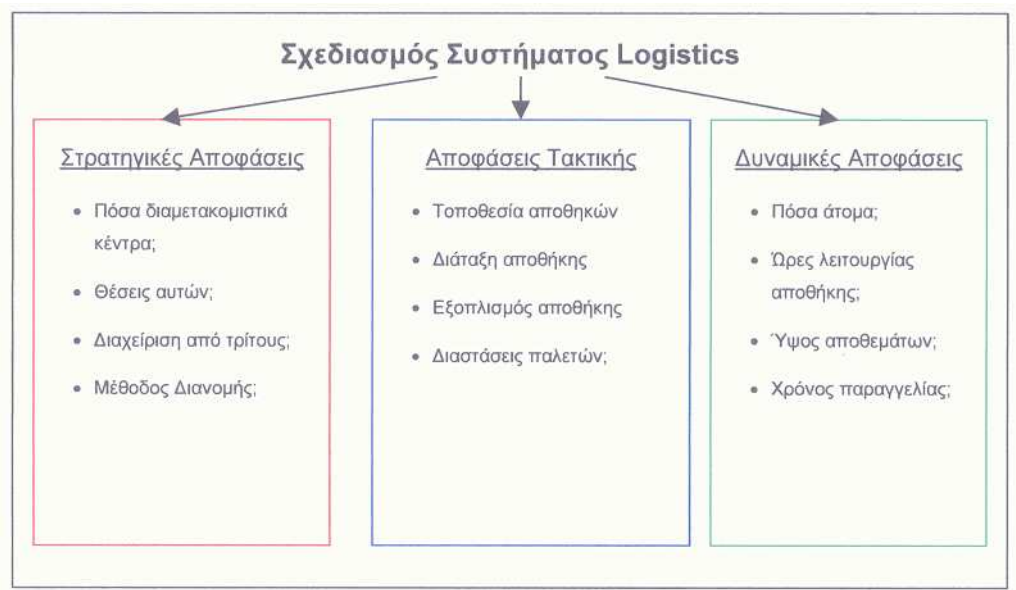 Σχεδιασμός Συστήματος Logistics
Στρατηγικές Αποφάσεις
• Πόσα διαμετακομιστικά
κέντρα;
• Θέσεις αυτών;
• Διαχείριση από τρίτους;
• Μέθοδος Διανομής;
Αποφάσεις Τακτικής
• Τοποθεσία αποθηκών
• Διάταξη αποθήκης
• Εξοπλισμός αποθήκης
• Διαστάσεις παλετών;
Δυναμικές Αποφάσεις
• Πόσα άτομα;
• Ώρες λειτουργίας
αποθήκης;
• Ύψος αποθεμάτων;
• Χρόνος παραγγελίας;